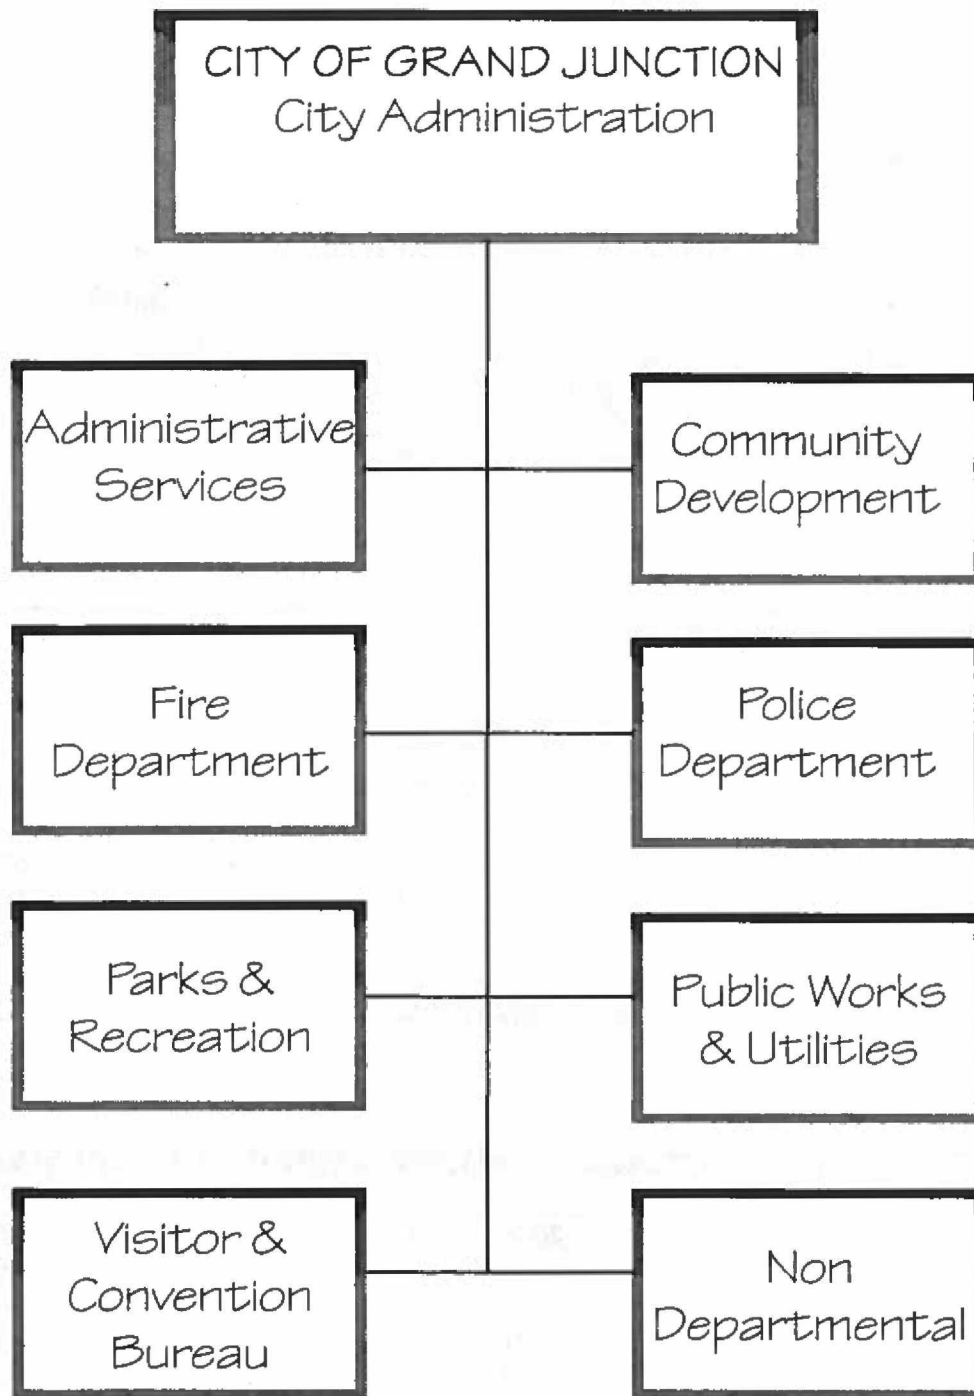 CITY OF GRAND JUNCTION
City Administration
Administrative
Services
Community
Development
Fire
Department
Police
Department
Parks &
Recreation
Public Works
& Utilities
Visitor &
Convention
Bureau
Non
Departmental